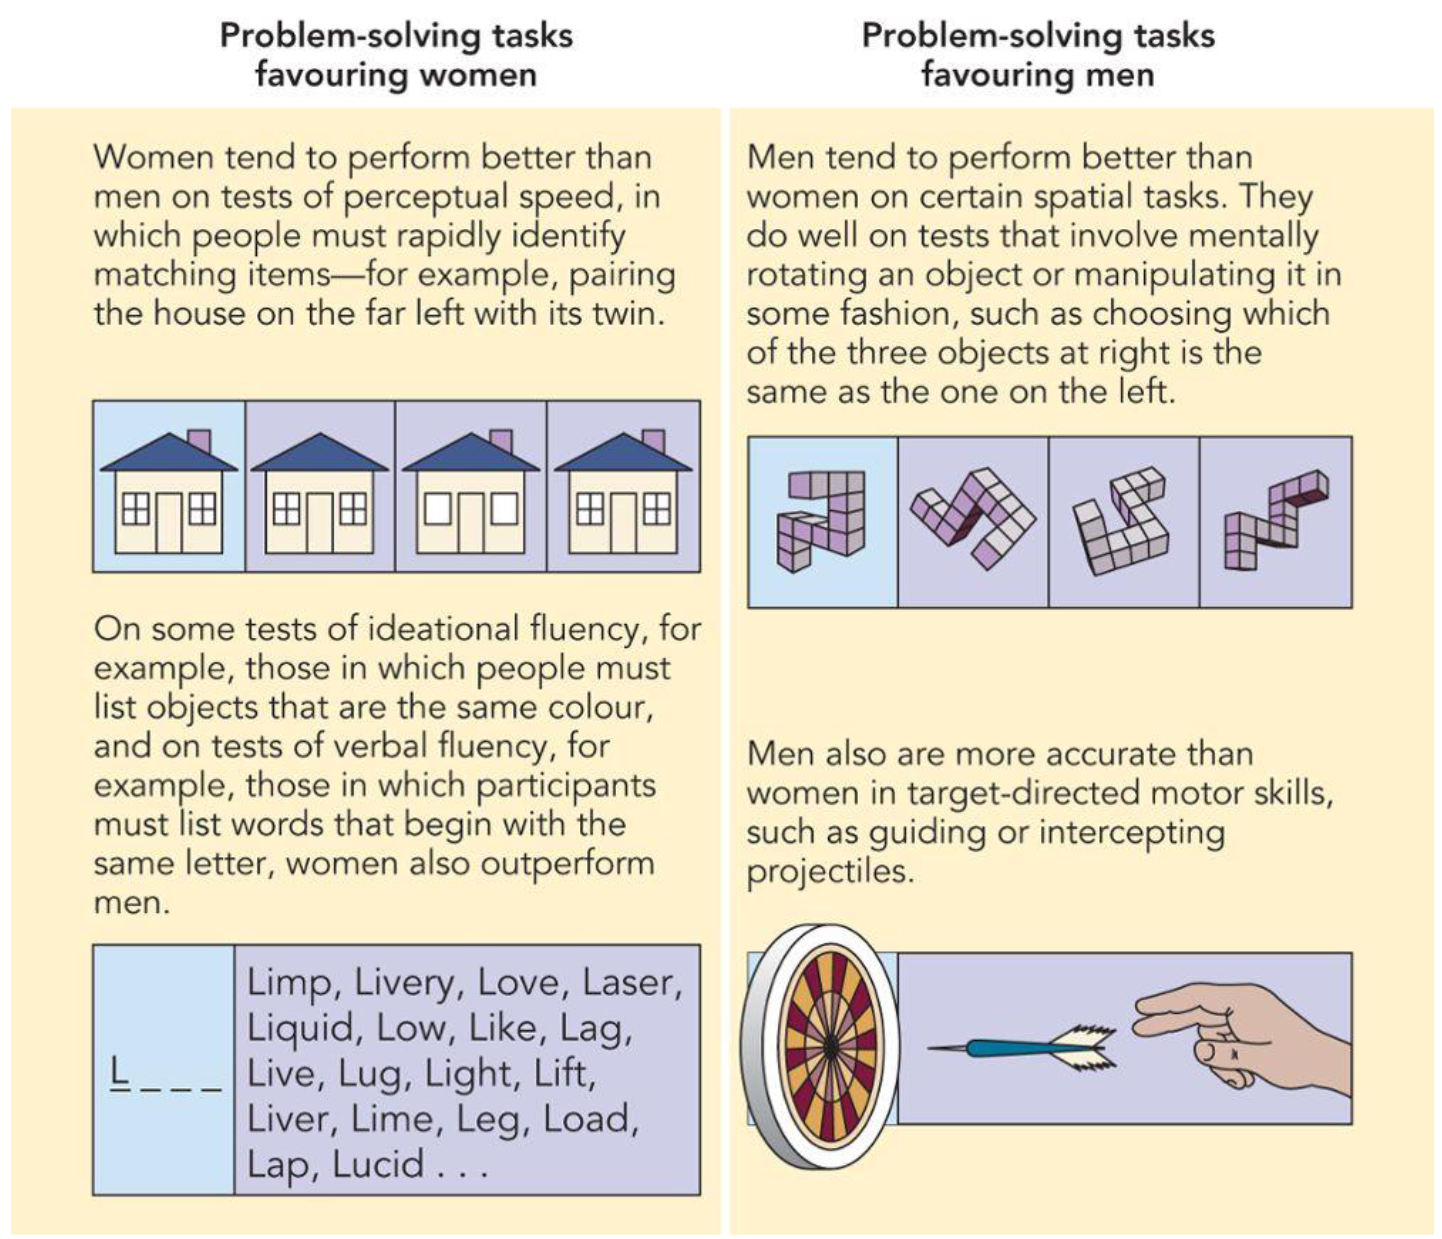 Problem-solving tasks
favouring women
Women tend to perform better than
men on tests of perceptual speed, in
which people must rapidly identify
matching items—for example, pairing
the house on the far left with its twin.
On some tests of ideational fluency, for
example, those in which people must
list objects that are the same colour,
and on tests of verbal fluency, for
example, those in which participants
must list words that begin with the
same letter, women also outperform
men.
L _ _ _
Limp, Livery, Love, Laser,
Liquid, Low, Like, Lag,
Live, Lug, Light, Lift,
Liver, Lime, Leg, Load,
Lap, Lucid . . .
Problem-solving tasks
favouring men
Men tend to perform better than
women on certain spatial tasks. They
do well on tests that involve mentally
rotating an object or manipulating it in
some fashion, such as choosing which
of the three objects at right is the
same as the one on the left.
Men also are more accurate than
women in target-directed motor skills,
such as guiding or intercepting
projectiles.